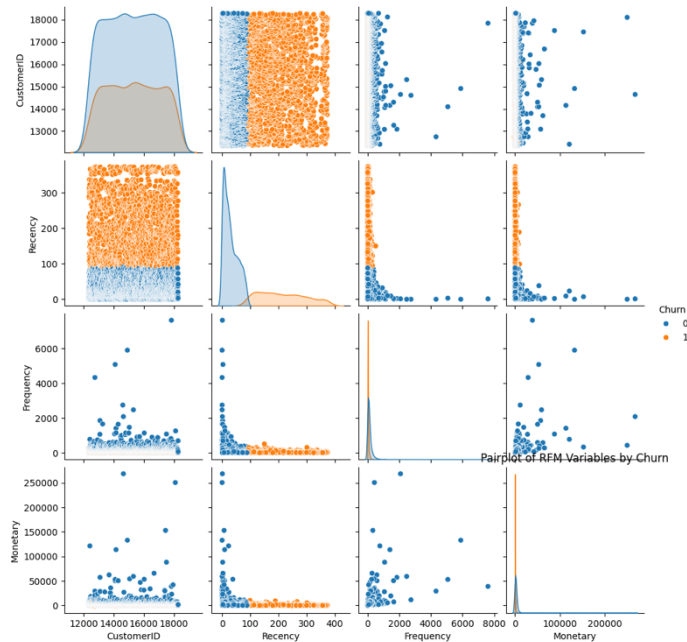 18000
17000
16000
15000
14000
13000
CustomerID
300
200
100
0
Recency
Churn
0
1
6000
4000
2000
0
Frequency
Pairplot of RFM Variables by Churn
250000
200000
150000
100000
50000
0
Monetary
12000 14000 16000 18000
CustomerID
0 100 200 300 400
Recency
0 2000 4000 6000 8000
Frequency
0 100000 200000
Monetary